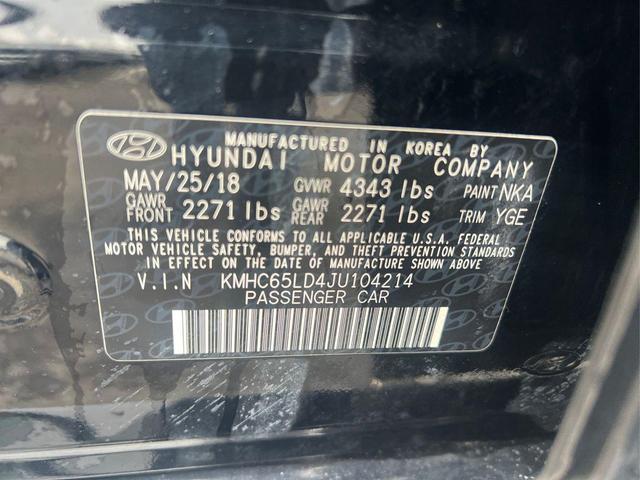 MANUFACTURED IN KOREA BY
HYUNDAI MOTOR COMPANY
MAY/25/18 GVWR 4343 lbs PAINT NKA
GAWR FRONT 2271 lbs GAWR REAR 2271 lbs TRIM YGE
THIS VEHICLE CONFORMS TO ALL APPLICABLE U.S.A. FEDERAL
MOTOR VEHICLE SAFETY, BUMPER, AND THEFT PREVENTION STANDARDS
IN EFFECT ON THE DATE OF MANUFACTURE SHOWN ABOVE
V.I.N KMHC65LD4JU104214
PASSENGER CAR